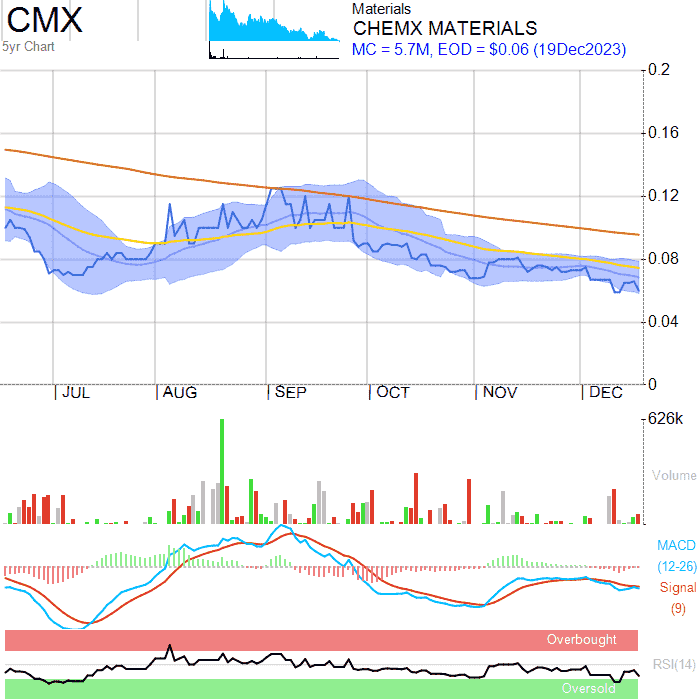 CMX
5yr Chart
Materials
CHEMX MATERIALS
MC = 5.7M, EOD = $0.06 (19Dec2023)
0.2
0.16
0.12
0.08
0.04
0
JUL AUG SEP OCT NOV DEC
626k
Volume
MACD
(12-26)
Signal
(9)
Overbought
RSI(14)
Oversold